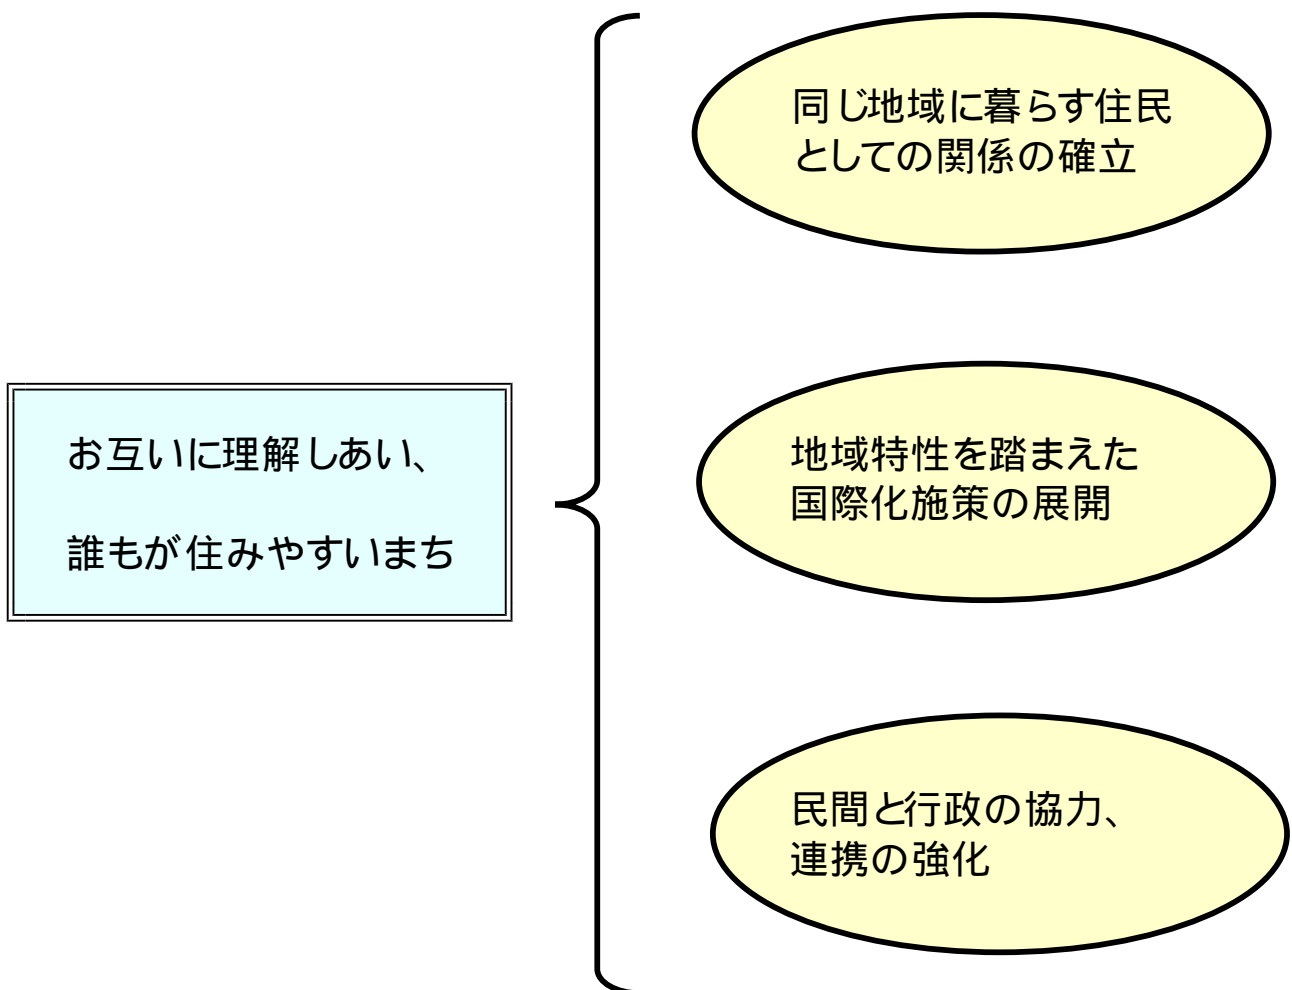 同じ地域に暮らす住民
としての関係の確立
お互いに理解しあい、
誰もが住みやすいまち
地域特性を踏まえた
国際化施策の展開
民間と行政の協力、
連携の強化